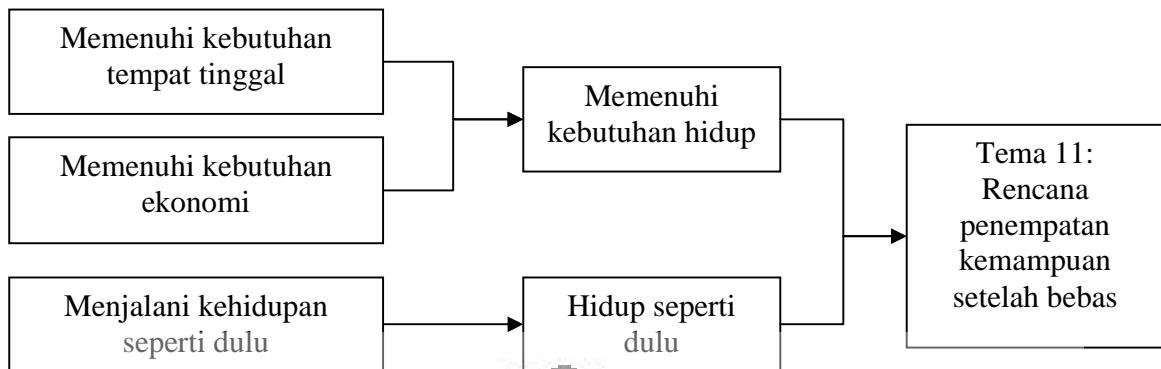 Memenuhi kebutuhan
tempat tinggal
Memenuhi kebutuhan
ekonomi
Menjalani kehidupan
seperti dulu
Memenuhi
kebutuhan hidup
Hidup seperti
dulu
Tema 11:
Rencana
penempatan
kemampuan
setelah bebas